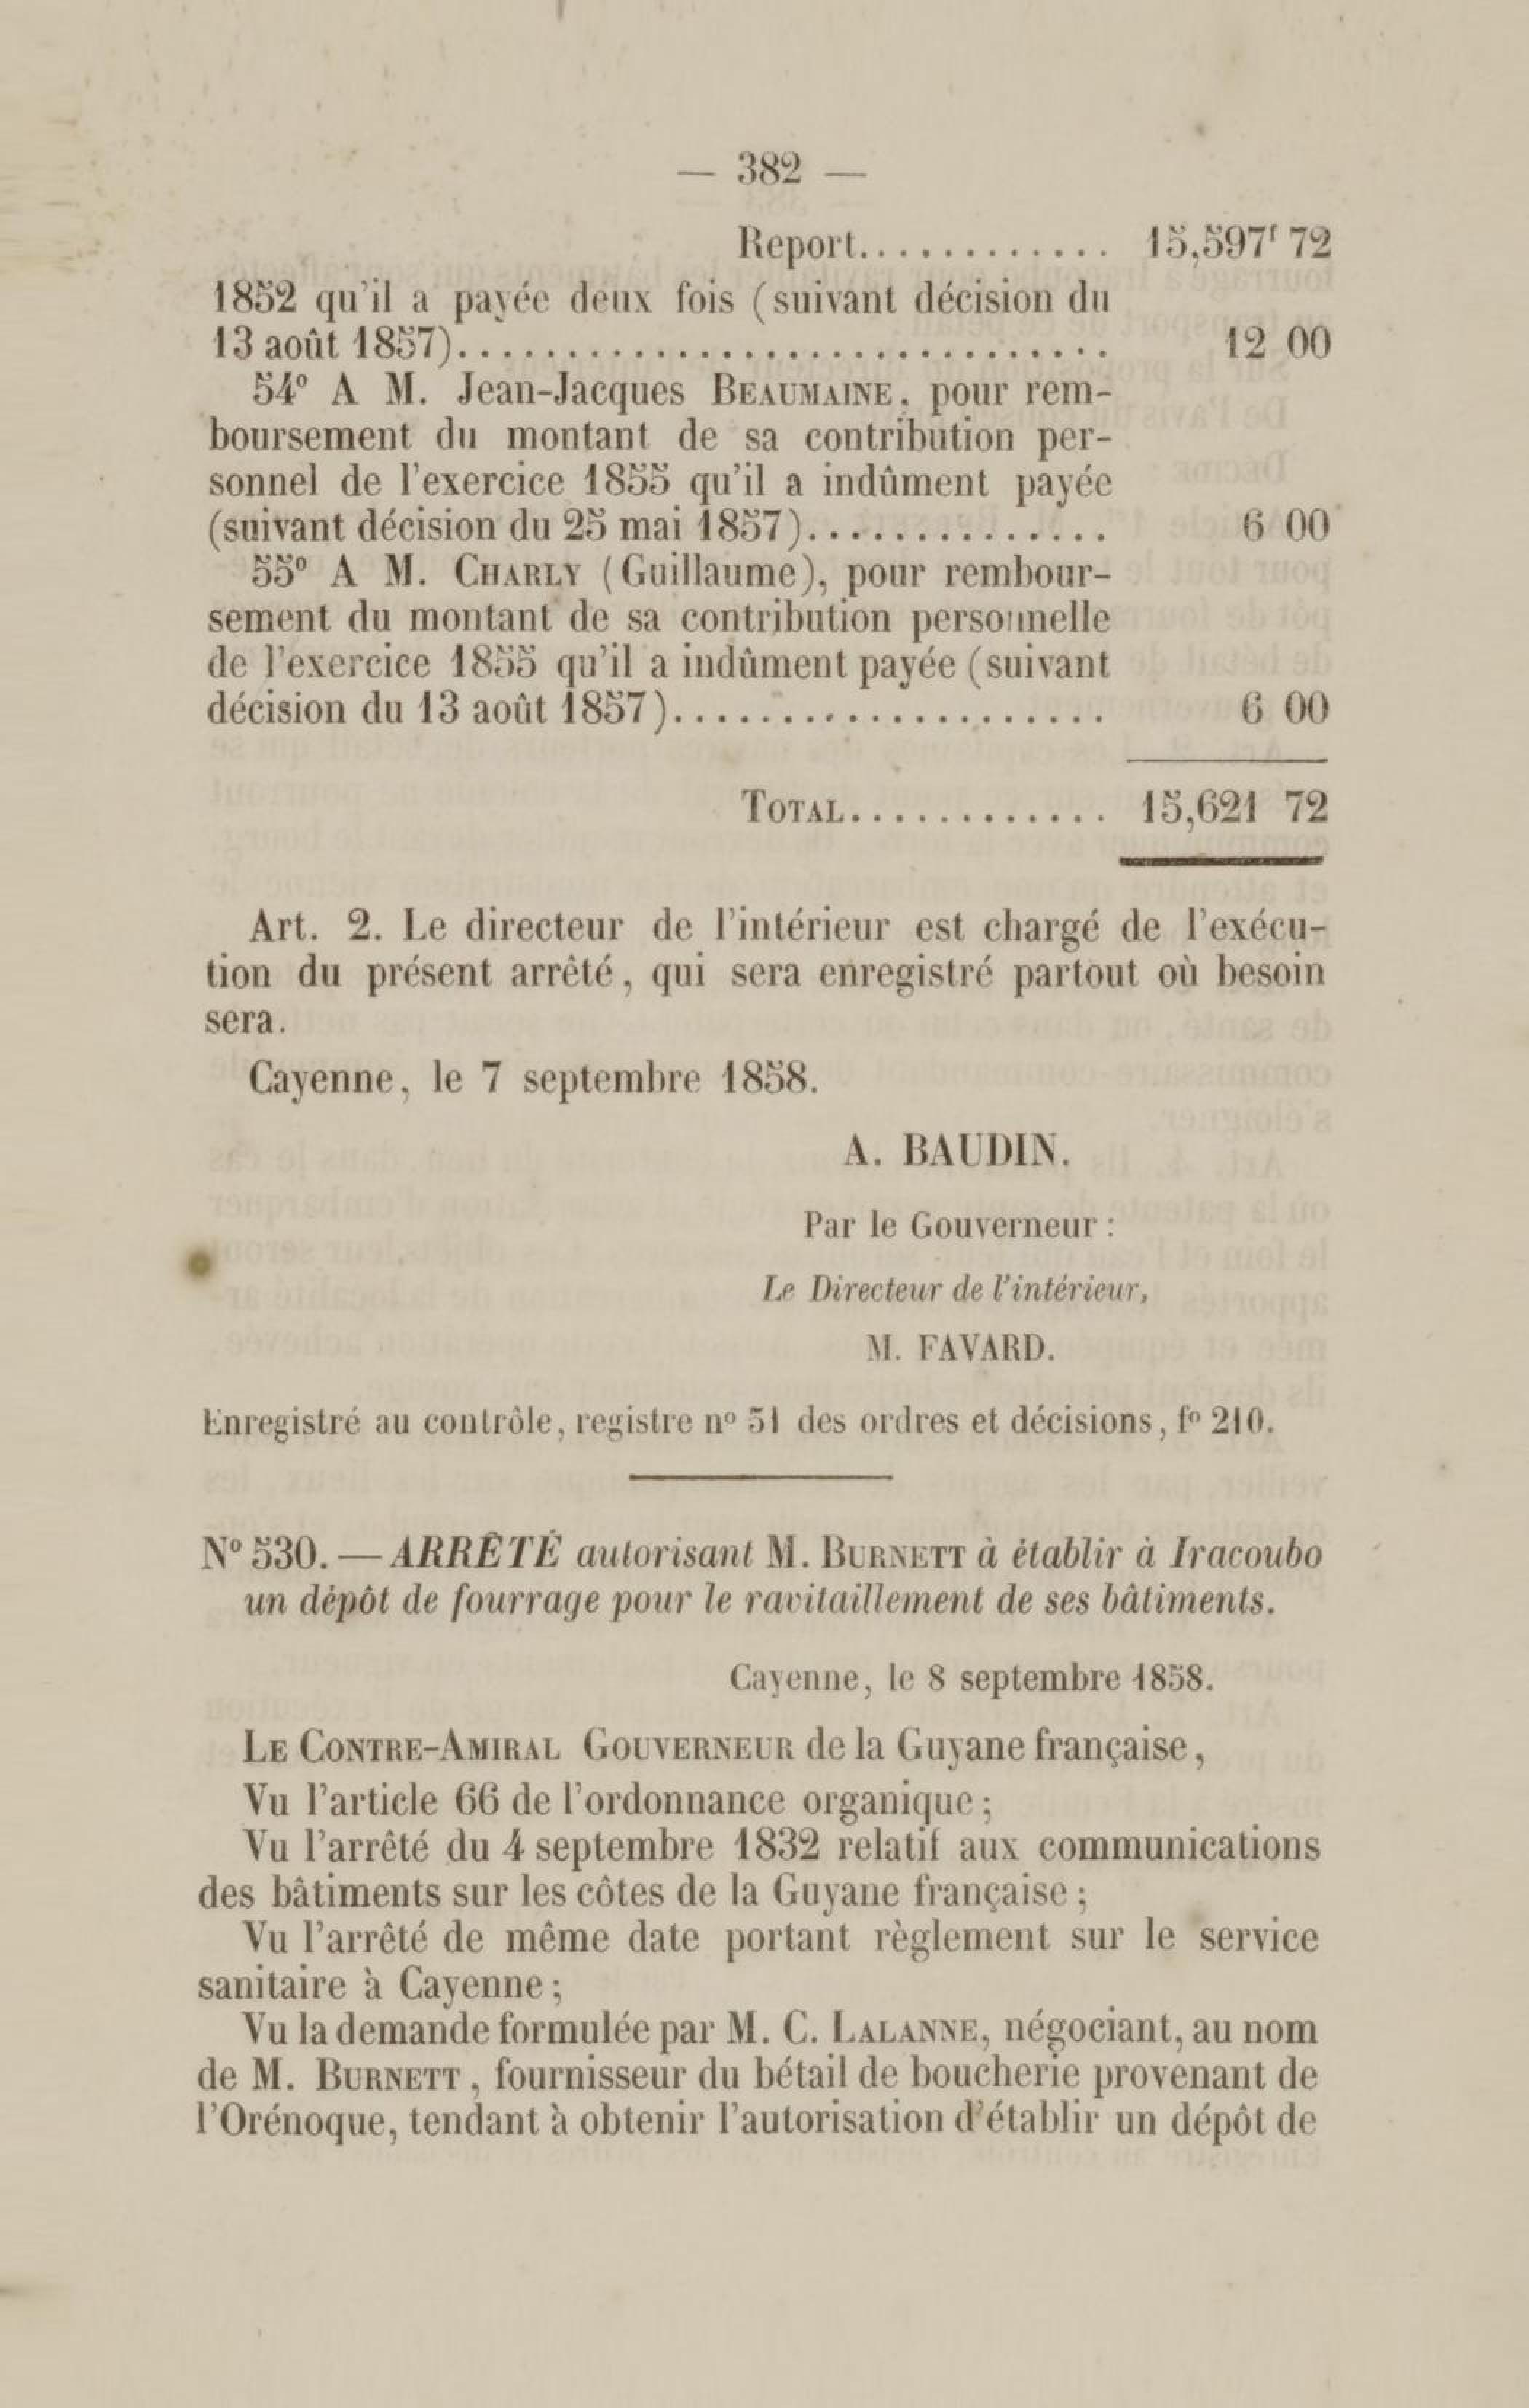 — 382 —
Report............ 15,597f 72
1852 qu'il a payée deux fois (suivant décision du
13 août 1857).............................. 12 00
54° A M. Jean-Jacques BEAUMAINE, pour rem-
boursement du montant de sa contribution per-
sonnel de l'exercice 1855 qu'il a indûment payée
(suivant décision du 25 mai 1857).............. 6 00
55° A M. CHARLY (Guillaume), pour rembour-
sement du montant de sa contribution personnelle
de l'exercice 1855 qu'il a indûment payée (suivant
décision du 13 août 1857).................... 6 00
TOTAL............ 15,621 72
Art. 2. Le directeur de l'intérieur est chargé de l'exécu-
tion du présent arrêté, qui sera enregistré partout où besoin
sera.
Cayenne, le 7 septembre 1858.
A. BAUDIN.
Par le Gouverneur :
Le Directeur de l'intérieur,
M. FAVARD.
Enregistré au contrôle, registre n° 51 des ordres et décisions, f° 210.
N° 530. — ARRÊTÉ autorisant M. BURNETT à établir à Iracoubo
un dépôt de fourrage pour le ravitaillement de ses bâtiments.
Cayenne, le 8 septembre 1858.
LE CONTRE-AMIRAL GOUVERNEUR de la Guyane française,
Vu l'article 66 de l'ordonnance organique ;
Vu l'arrêté du 4 septembre 1832 relatif aux communications
des bâtiments sur les côtes de la Guyane française ;
Vu l'arrêté de même date portant règlement sur le service
sanitaire à Cayenne ;
Vu la demande formulée par M. C. LALANNE, négociant, au nom
de M. BURNETT, fournisseur du bétail de boucherie provenant de
l'Orénoque, tendant à obtenir l'autorisation d'établir un dépôt de